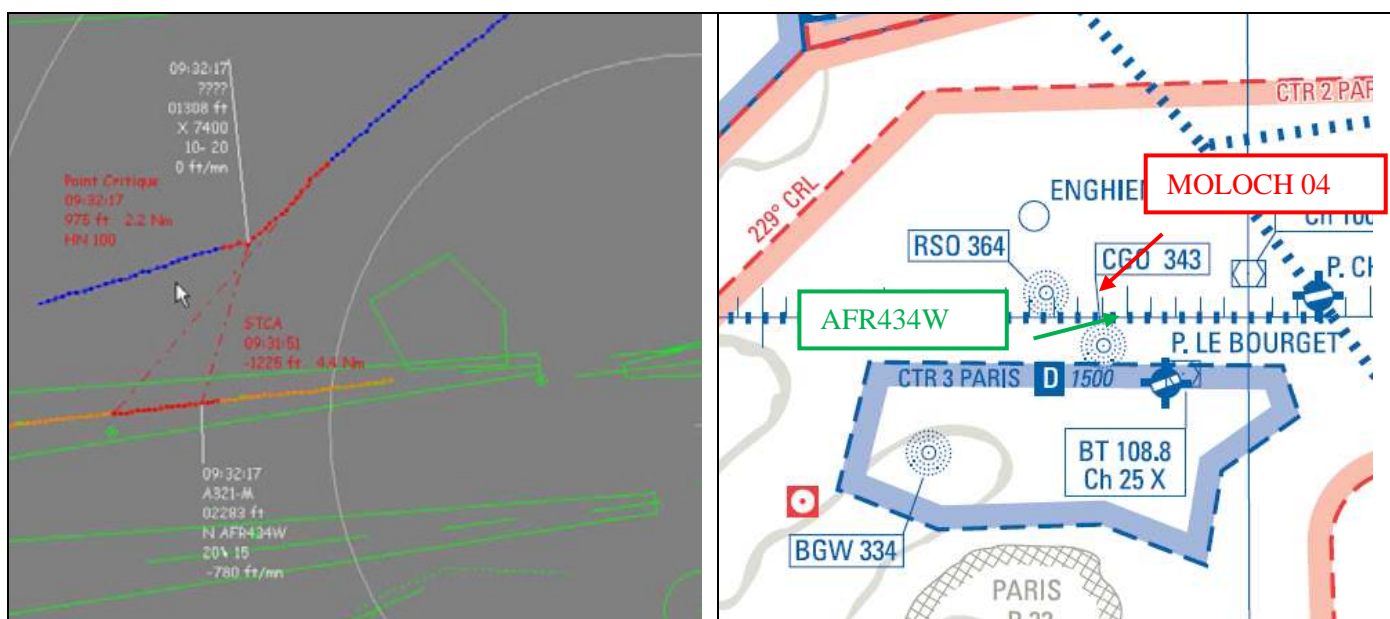 09:32:17
????
01308 ft
X 7400
10- 20
0 ft/mn
Point Critique
09:32:17
975 ft 2.2 Nm
HN 100
STCA
09:31:51
-1225 ft 4.4 Nm
09:32:17
A321-M
02283 ft
N AFR434W
20 15
-780 ft/mn
CTR 2 PAR
MOLOCH 04
ENGHIE
229° CRL
RSO 364
CGO 343
P. CH
AFR434W
P. LE BOURGET
CTR 3 PARIS D 1500
BT 108.8
Ch 25 X
BGW 334
PARIS